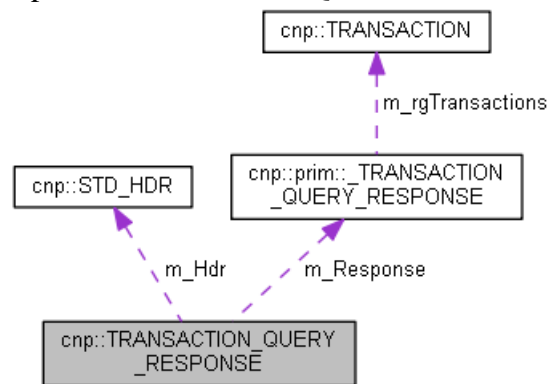 cnp::TRANSACTION
m_rgTransactions
cnp::prim::_TRANSACTION
_QUERY_RESPONSE
cnp::STD_HDR
m_Hdr
m_Response
cnp::TRANSACTION_QUERY
_RESPONSE